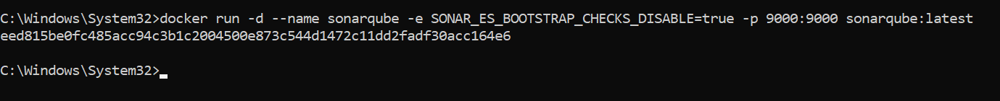 C:\Windows\System32>docker run -d --name sonarqube -e SONAR_ES_BOOTSTRAP_CHECKS_DISABLE=true -p 9000:9000 sonarqube:latest
eed815be0fc485acc94c3b1c2004500e873c544d1472c11dd2fadf30acc164e6
C:\Windows\System32>